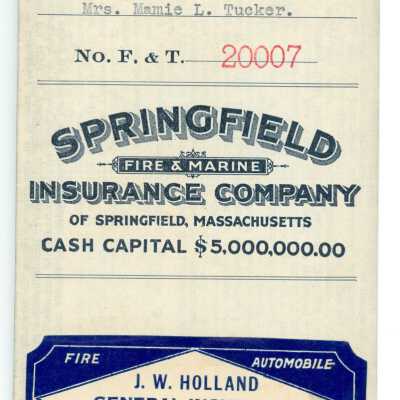 Mrs. Mamie L. Tucker.
No. F. & T. 20007
SPRINGFIELD
FIRE & MARINE
INSURANCE COMPANY
OF SPRINGFIELD, MASSACHUSETTS
CASH CAPITAL $5,000,000.00
FIRE AUTOMOBILE
J. W. HOLLAND
GENERAL